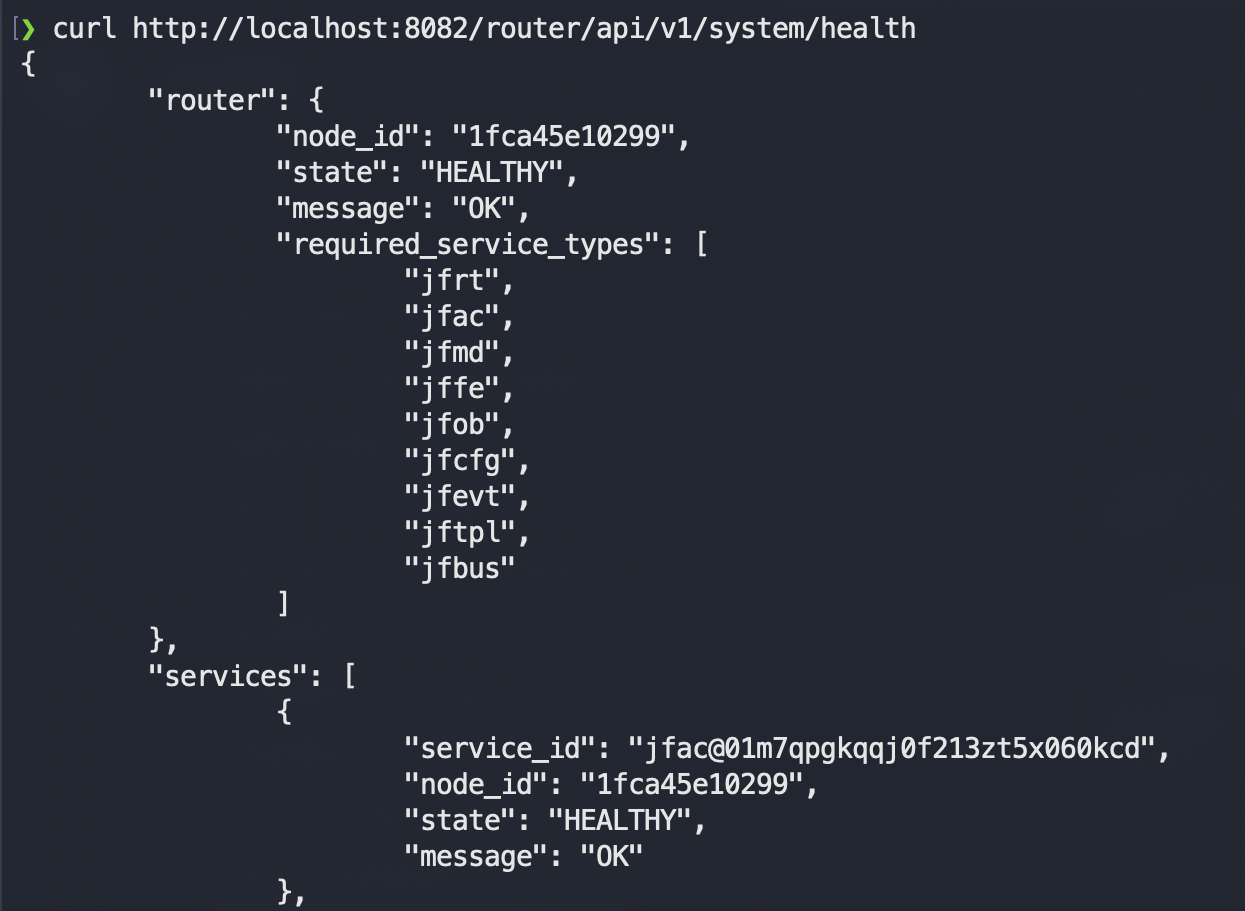 [❯ curl http://localhost:8082/router/api/v1/system/health
{
        "router": {
                "node_id": "1fca45e10299",
                "state": "HEALTHY",
                "message": "OK",
                "required_service_types": [
                        "jfrt",
                        "jfac",
                        "jfmd",
                        "jffe",
                        "jfob",
                        "jfcfg",
                        "jfevt",
                        "jftpl",
                        "jfbus"
                ]
        },
        "services": [
                {
                        "service_id": "jfac@01m7qpgkqqj0f213zt5x060kcd",
                        "node_id": "1fca45e10299",
                        "state": "HEALTHY",
                        "message": "OK"
                },